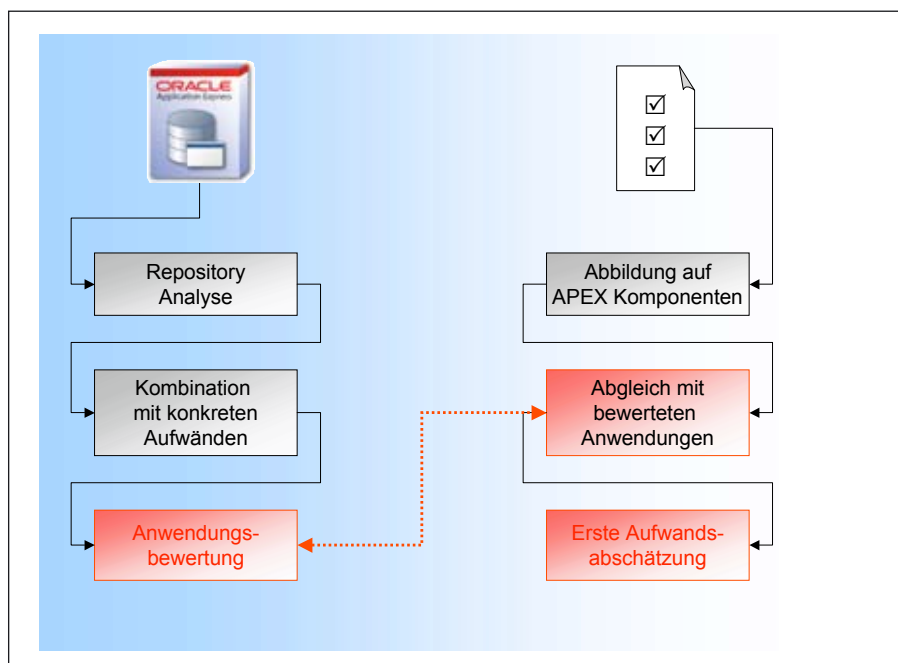 ORACLE
Application Express
Repository
Analyse
Kombination
mit konkreten
Aufwänden
Anwendungs-
bewertung
Abbildung auf
APEX Komponenten
Abgleich mit
bewerteten
Anwendungen
Erste Aufwands-
abschätzung